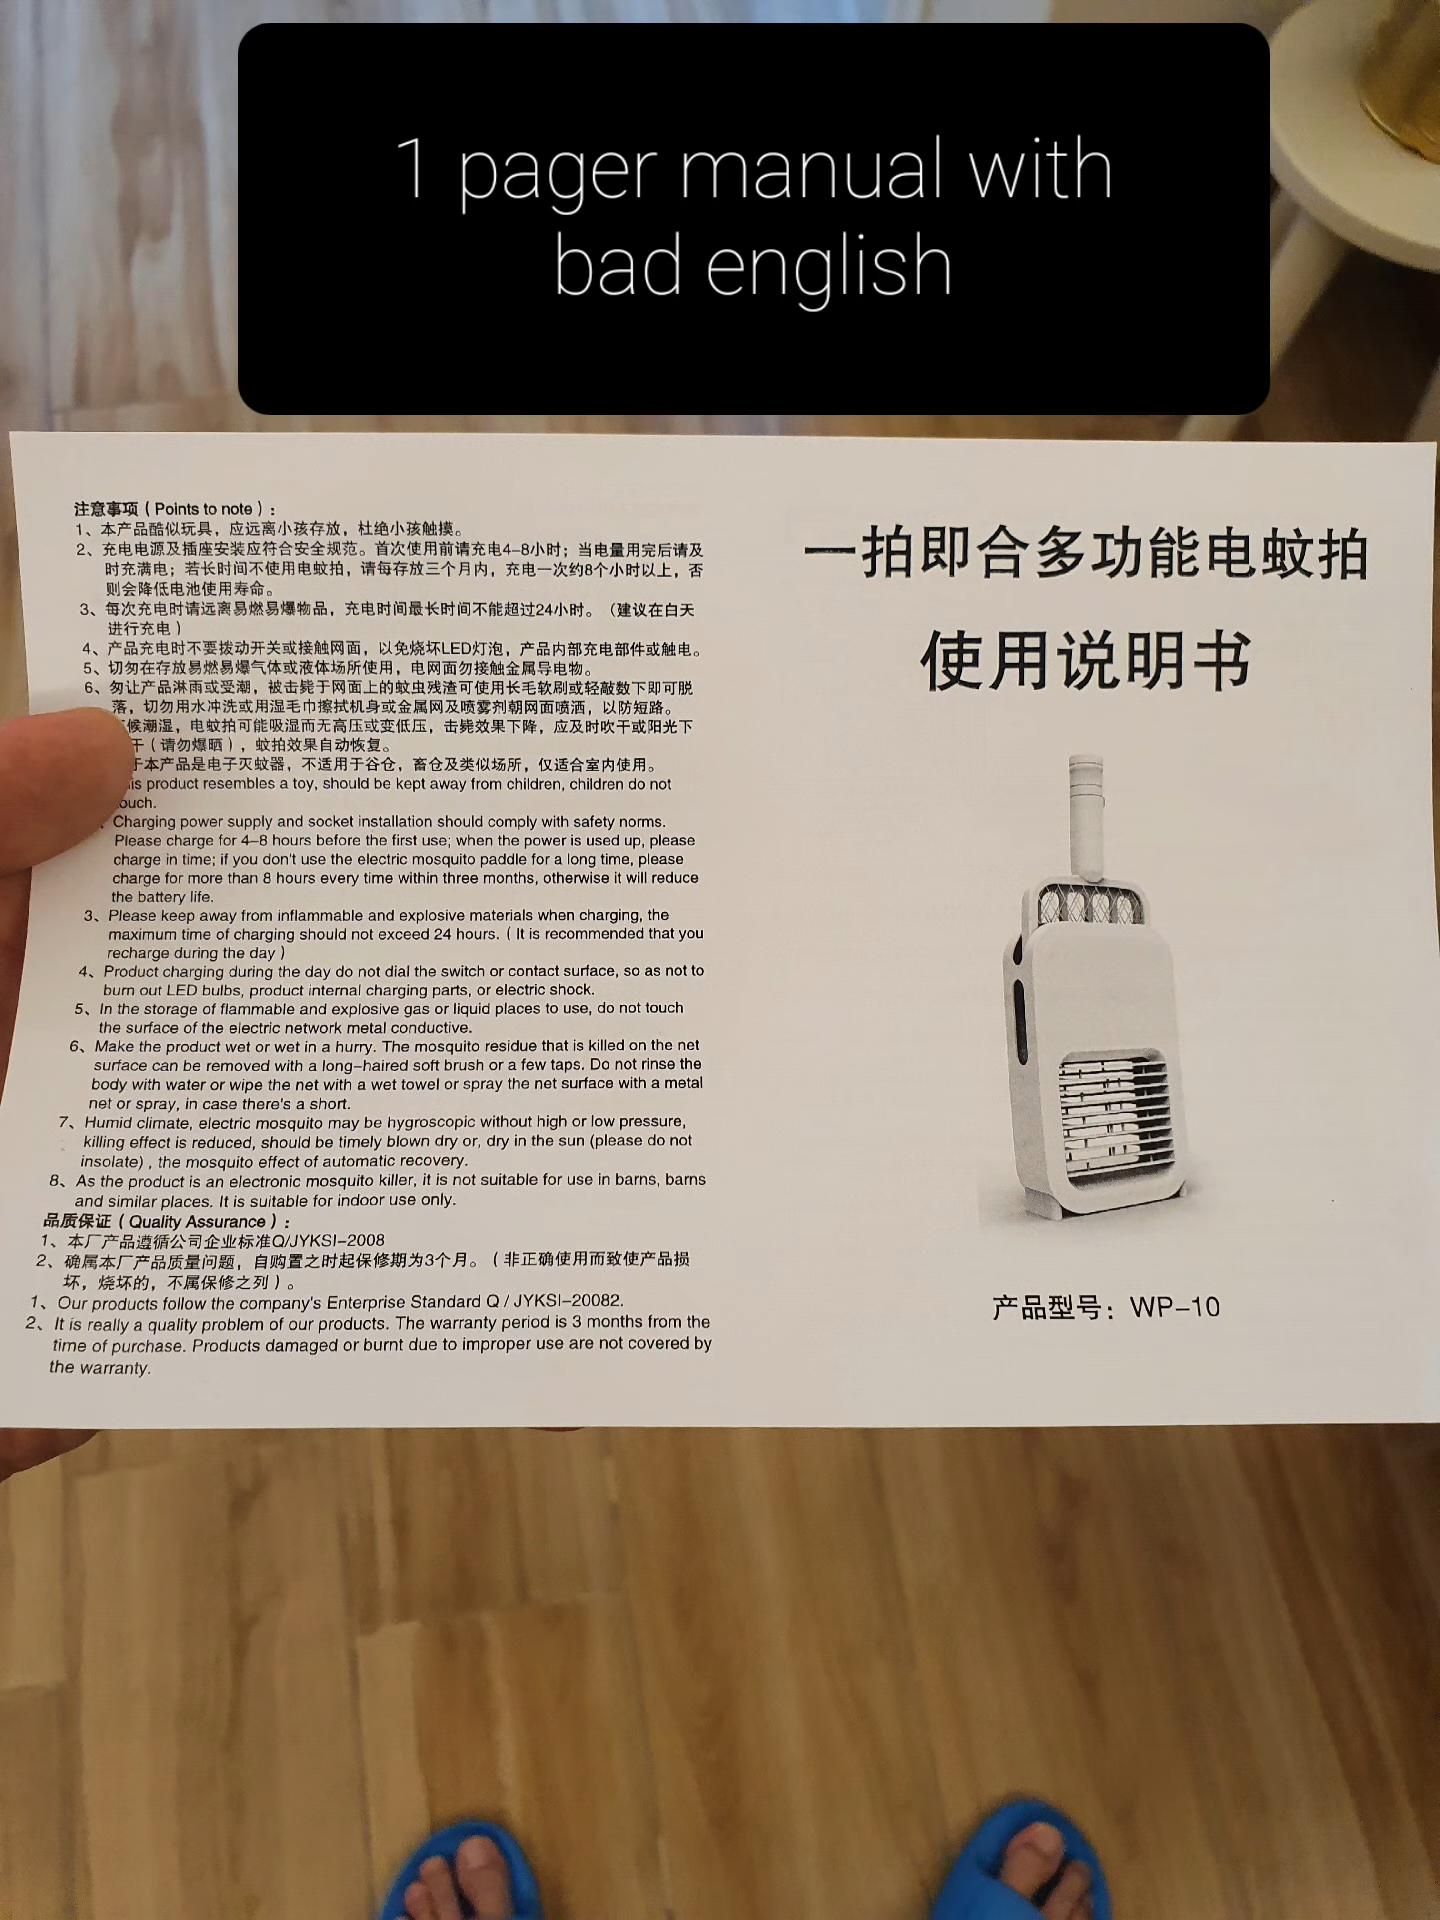 1 pager manual with
bad english
注意事项（Points to note）:
1、本产品酷似玩具，应远离小孩存放，杜绝小孩触摸。
2、充电电源及插座安装应符合安全规范。首次使用前请充电4-8小时；当电量用完后请及
时充满电；若长时间不使用电蚊拍，请每存放三个月内，充电一次约8个小时以上，否
则会降低电池使用寿命。
3、每次充电时请远离易燃易爆物品，充电时间最长时间不能超过24小时。（建议在白天
进行充电）
4、产品充电时不要拨动开关或接触网面，以免烧坏LED灯泡，产品内部充电部件或触电。
5、切匆在存放易燃易爆气体或液体场所使用，电网面勿接触金属导电物。
6、匆让产品淋雨或受潮，被击毙于网面上的蚊虫残渣可使用长毛软刷或轻敲数下即可脱
落，切勿用水冲洗或用湿毛巾擦拭机身或金属网及喷雾剂朝网面喷洒，以防短路。
候潮湿，电蚊拍可能吸湿而无高压或变低压，击毙效果下降，应及时吹干或阳光下
干（请勿爆晒），蚊拍效果自动恢复。
于本产品是电子灭蚊器，不适用于谷仓，畜仓及类似场所，仅适合室内使用。
is product resembles a toy, should be kept away from children, children do not
ouch.
Charging power supply and socket installation should comply with safety norms.
Please charge for 4–8 hours before the first use; when the power is used up, please
charge in time; if you don't use the electric mosquito paddle for a long time, please
charge for more than 8 hours every time within three months, otherwise it will reduce
the battery life.
3、Please keep away from inflammable and explosive materials when charging, the
maximum time of charging should not exceed 24 hours.（It is recommended that you
recharge during the day）
4、Product charging during the day do not dial the switch or contact surface, so as not to
burn out LED bulbs, product internal charging parts, or electric shock.
5、In the storage of flammable and explosive gas or liquid places to use, do not touch
the surface of the electric network metal conductive.
6、Make the product wet or wet in a hurry. The mosquito residue that is killed on the net
surface can be removed with a long–haired soft brush or a few taps. Do not rinse the
body with water or wipe the net with a wet towel or spray the net surface with a metal
net or spray, in case there's a short.
7、Humid climate, electric mosquito may be hygroscopic without high or low pressure,
killing effect is reduced, should be timely blown dry or, dry in the sun (please do not
insolate) , the mosquito effect of automatic recovery.
8、As the product is an electronic mosquito killer, it is not suitable for use in barns, barns
and similar places. It is suitable for indoor use only.
品质保证（Quality Assurance）:
1、本厂产品遵循公司企业标准Q/JYKSI–2008
2、确属本厂产品质量问题，自购置之时起保修期为3个月。（非正确使用而致使产品损
坏，烧坏的，不属保修之列）。
1、Our products follow the company's Enterprise Standard Q / JYKSI–20082.
2、It is really a quality problem of our products. The warranty period is 3 months from the
time of purchase. Products damaged or burnt due to improper use are not covered by
the warranty.
一拍即合多功能电蚊拍
使用说明书
产品型号：WP–10